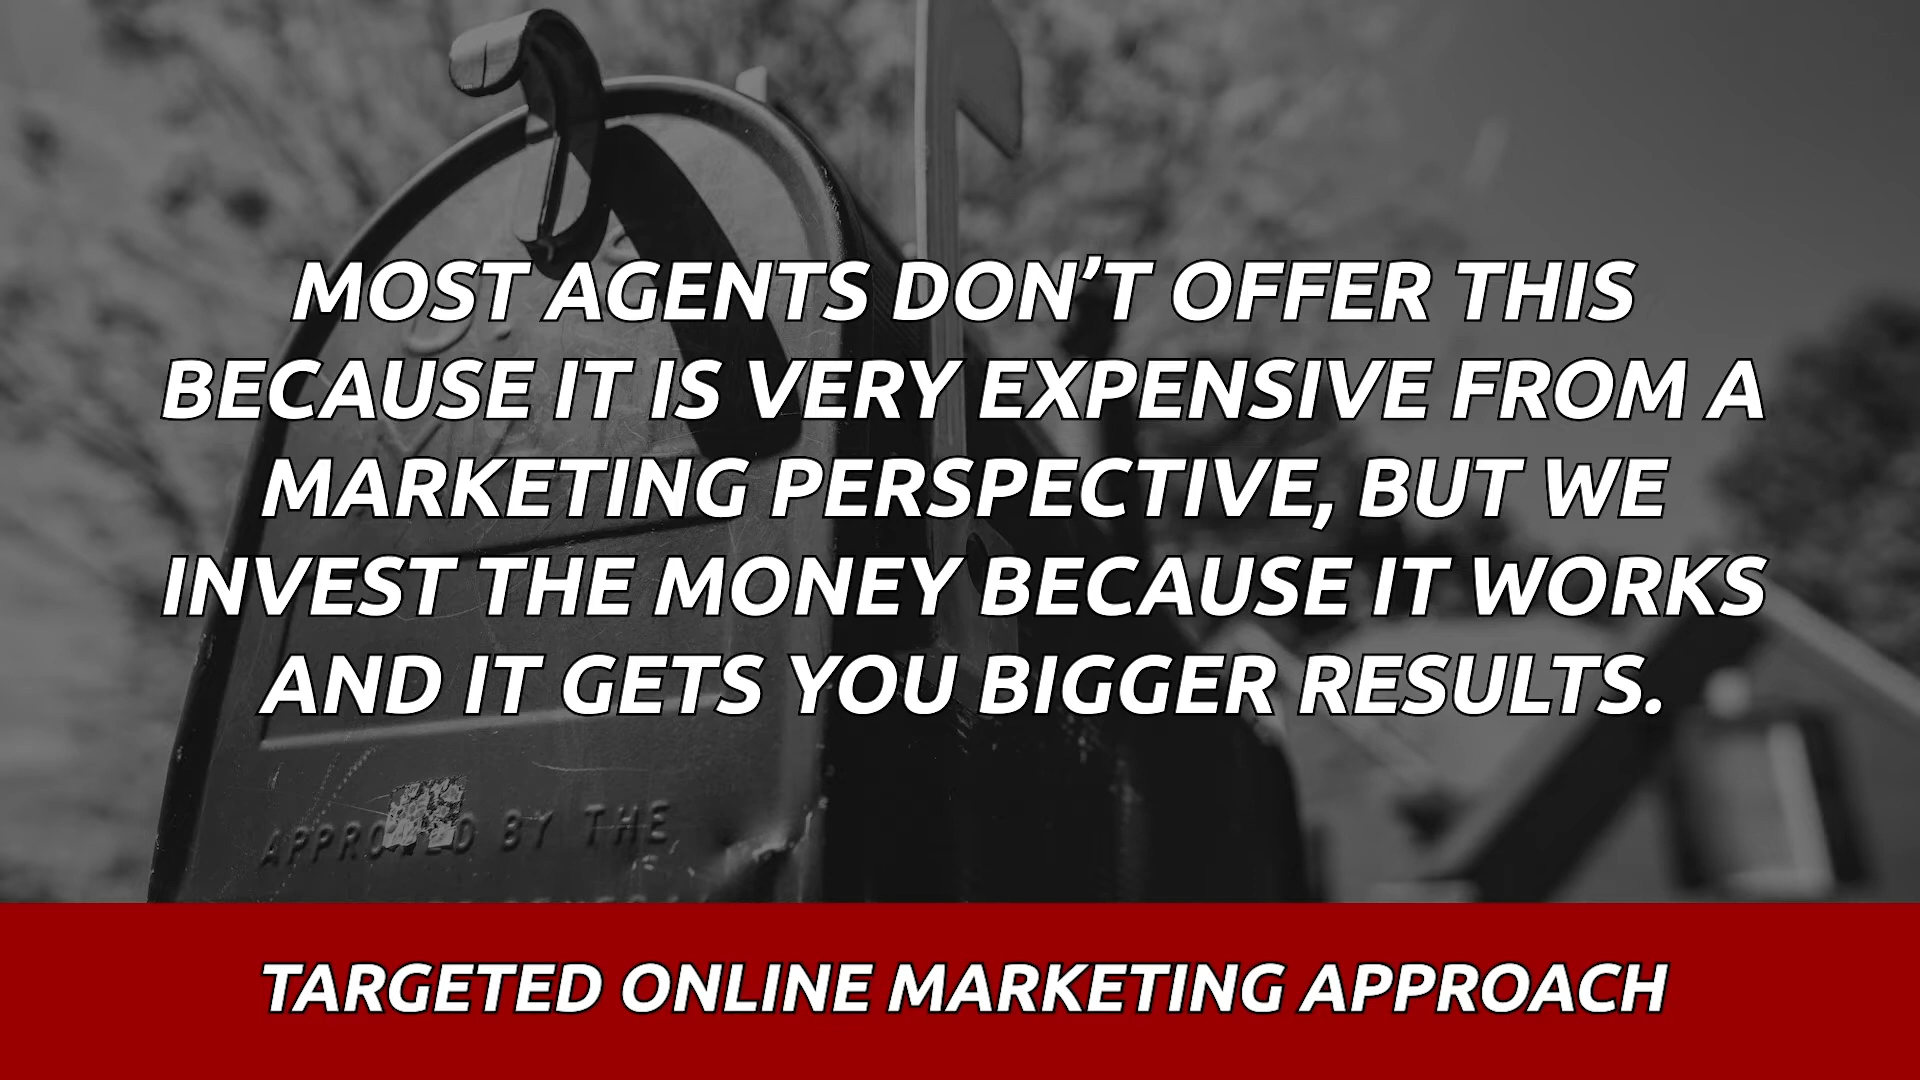 MOST AGENTS DON'T OFFER THIS
BECAUSE IT IS VERY EXPENSIVE FROM A
MARKETING PERSPECTIVE, BUT WE
INVEST THE MONEY BECAUSE IT WORKS
AND IT GETS YOU BIGGER RESULTS.
APPROVED BY THE
TARGETED ONLINE MARKETING APPROACH